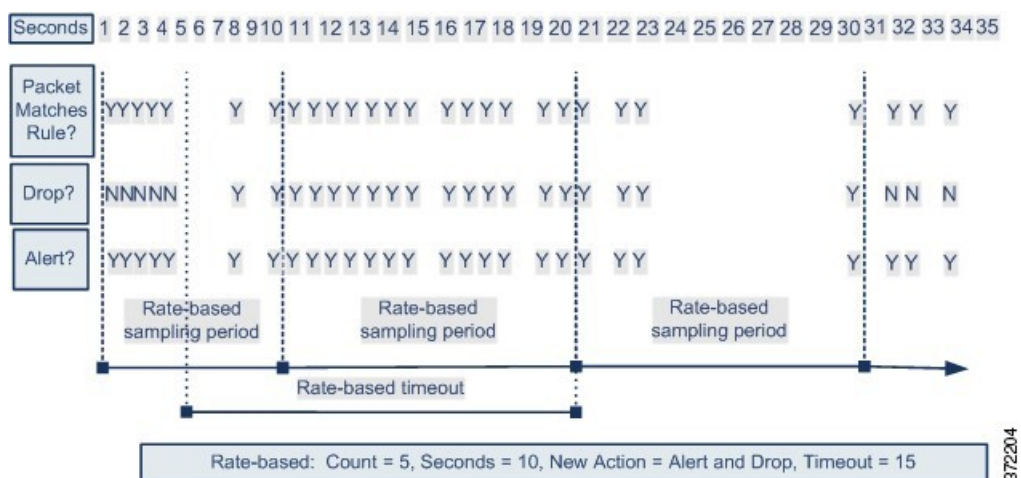 Seconds 1 2 3 4 5 6 7 8 9 10 11 12 13 14 15 16 17 18 19 20 21 22 23 24 25 26 27 28 29 30 31 32 33 34 35
Packet
Matches
Rule?
YYYYY Y Y Y Y Y Y Y Y Y Y Y Y Y Y Y Y Y Y Y Y Y Y Y
Drop?
NNNNN Y Y Y Y Y Y Y Y Y Y Y Y Y Y Y Y Y Y Y Y N N N
Alert?
YYYYY Y Y Y Y Y Y Y Y Y Y Y Y Y Y Y Y Y Y Y Y Y Y Y
Rate-based
sampling period
Rate-based
sampling period
Rate-based
sampling period
Rate-based timeout
Rate-based: Count = 5, Seconds = 10, New Action = Alert and Drop, Timeout = 15
372204